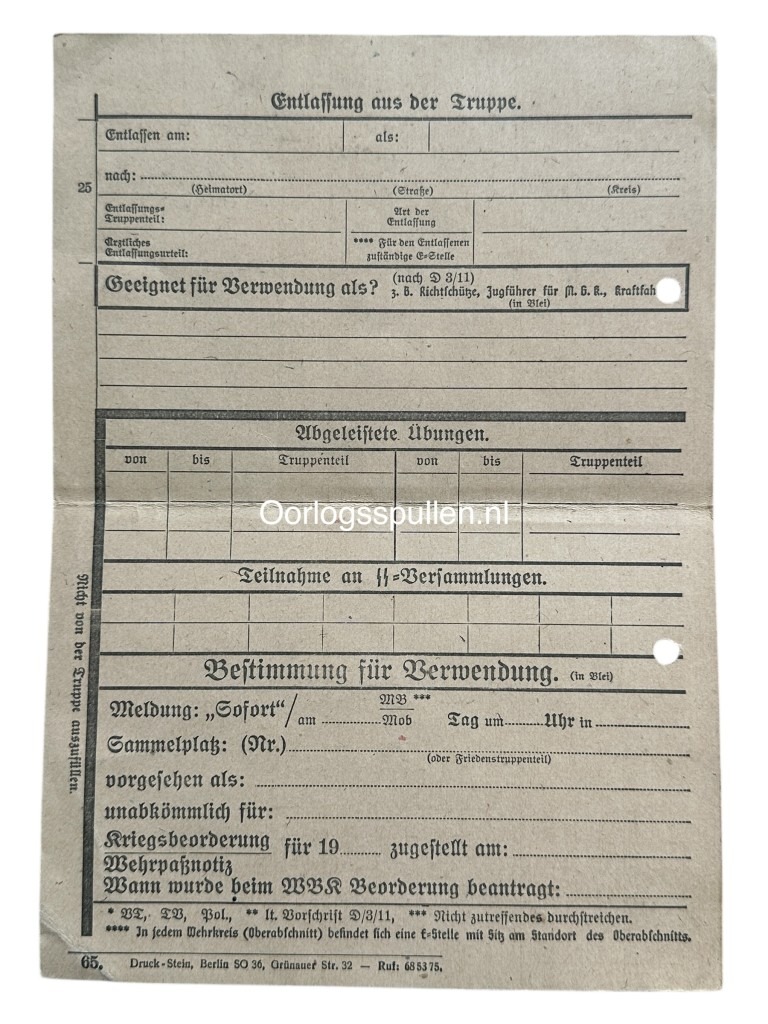 Entlassung aus der Truppe.
Entlassen am: als:
nach:
25
(Heimatort) (Straße) (Kreis)
Entlassungs=
Truppenteil: Art der
Entlassung
Ärztliches
Entlassungsurteil: **** Für den Entlassenen
zuständige E=Stelle
Geeignet für Verwendung als? (nach D 3/11)
z. B. Richtschütze, Zugführer für M. G. K., Kraftfah
(in Blei)
Abgeleistete Übungen.
von bis Truppenteil von bis Truppenteil
Oorlogsspullen.nl
Teilnahme an ᛋᛋ=Versammlungen.
Bestimmung für Verwendung. (in Blei)
Meldung: „Sofort“/am MB ***
Mob Tag um Uhr in
Sammelplatz: (Nr.)
(oder Friedenstruppenteil)
vorgesehen als:
unabkömmlich für:
Kriegsbeorderung
Wehrpaßnotiz für 19 zugestellt am:
Wann wurde beim WBK Beorderung beantragt:
Nicht von der Truppe auszufüllen.
* VT, TV, Pol., ** lt. Vorschrift D/3/11, *** Nicht zutreffendes durchstreichen.
**** In jedem Wehrkreis (Oberabschnitt) befindet sich eine E=Stelle mit Sitz am Standort des Oberabschnitts.
65. Druck=Stein, Berlin SO 36, Grünauer Str. 32 — Ruf: 68 53 75.